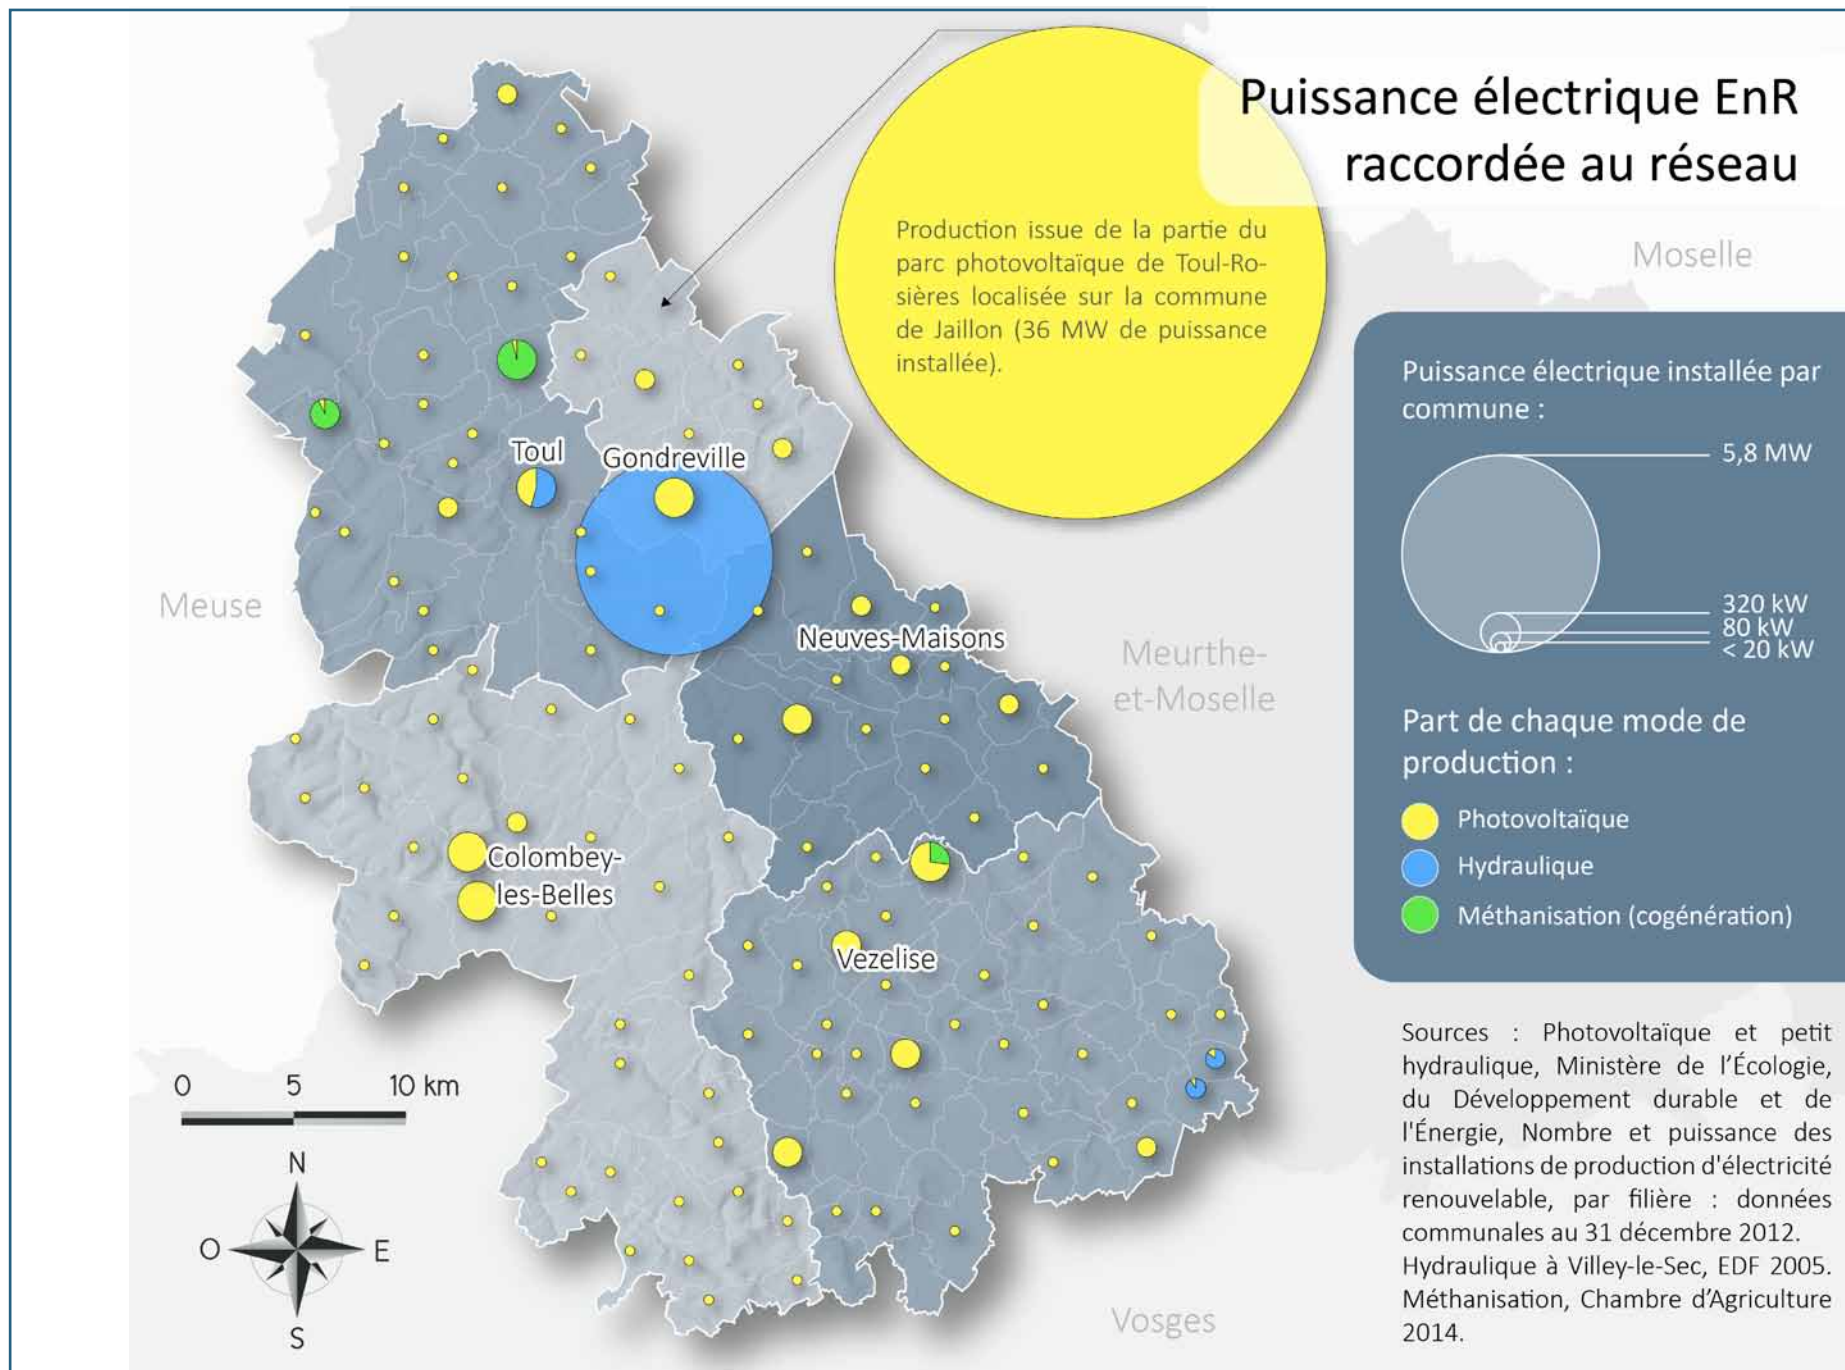 Puissance électrique EnR
raccordée au réseau
Production issue de la partie du
parc photovoltaïque de Toul-Ro-
sières localisée sur la commune
de Jaillon (36 MW de puissance
installée).
Moselle
Toul
Gondreville
Meuse
Neuves-Maisons
Meurthe-
et-Moselle
Colombey-
les-Belles
Vezelise
Vosges
0 5 10 km
N
O
E
S
Puissance électrique installée par
commune :
5,8 MW
320 kW
80 kW
< 20 kW
Part de chaque mode de
production :
Photovoltaïque
Hydraulique
Méthanisation (cogénération)
Sources : Photovoltaïque et petit
hydraulique, Ministère de l'Écologie,
du Développement durable et de
l'Énergie, Nombre et puissance des
installations de production d'électricité
renouvelable, par filière : données
communales au 31 décembre 2012.
Hydraulique à Villey-le-Sec, EDF 2005.
Méthanisation, Chambre d'Agriculture
2014.